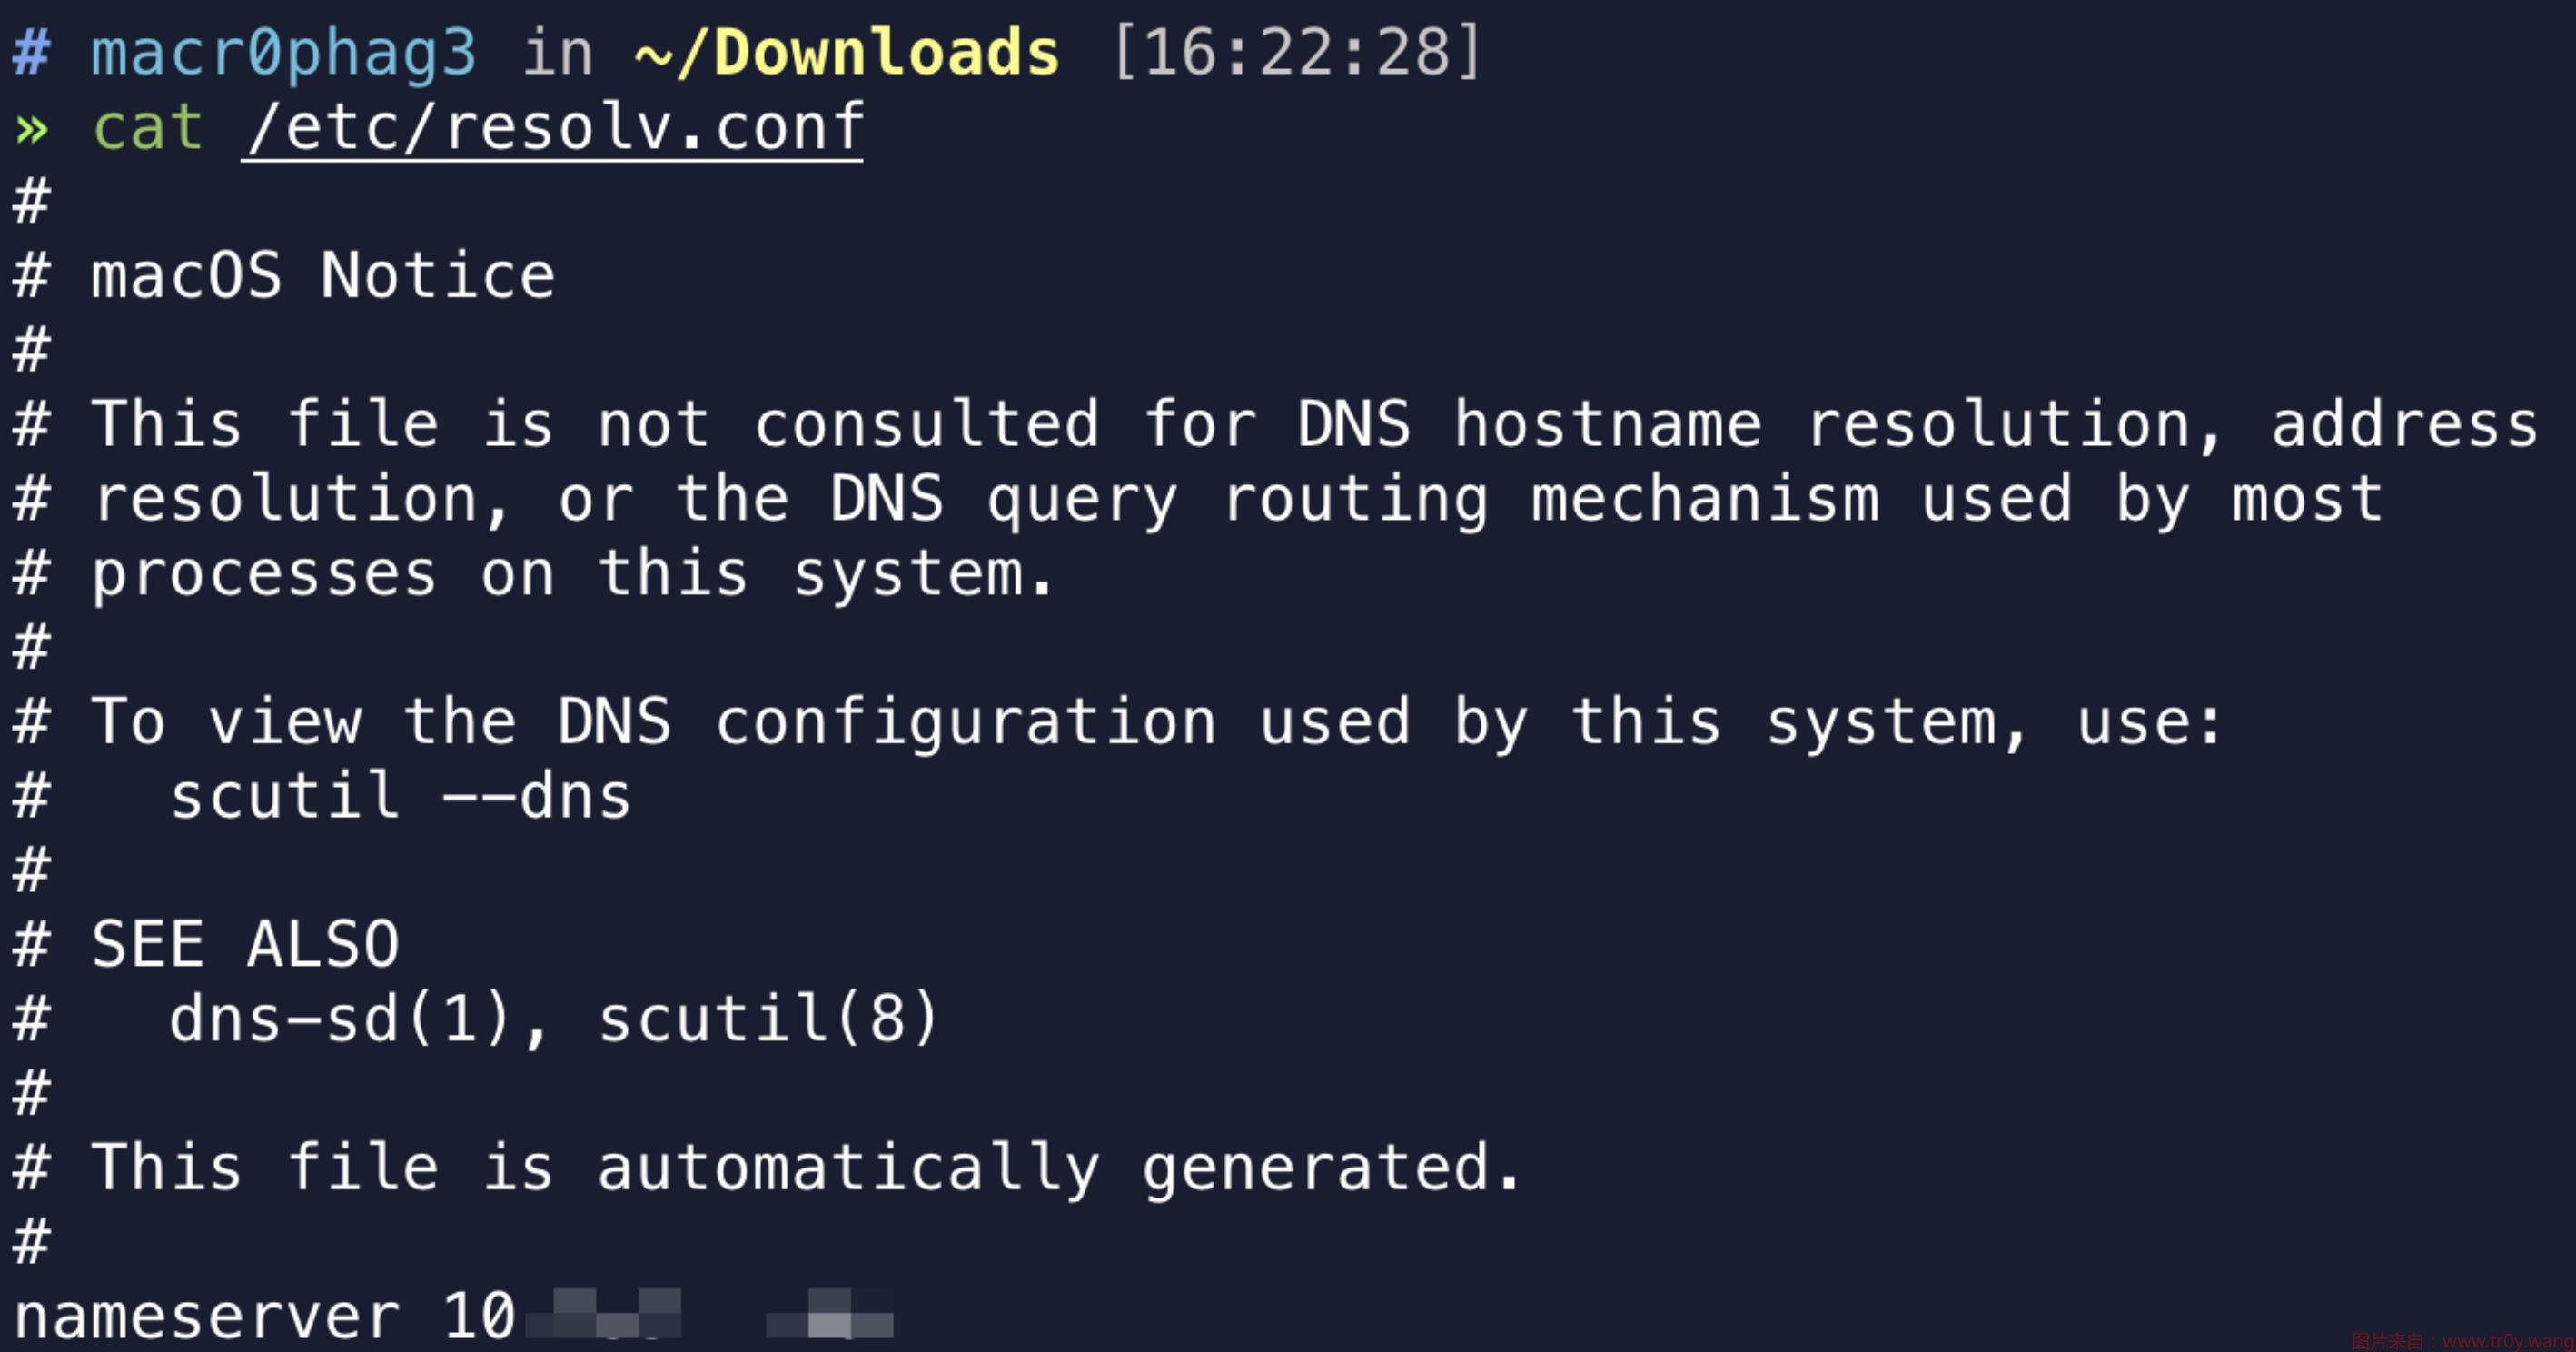 # macr0phag3 in ~/Downloads [16:22:28]
» cat /etc/resolv.conf
#
# macOS Notice
#
# This file is not consulted for DNS hostname resolution, address
# resolution, or the DNS query routing mechanism used by most
# processes on this system.
#
# To view the DNS configuration used by this system, use:
#   scutil --dns
#
# SEE ALSO
#   dns-sd(1), scutil(8)
#
# This file is automatically generated.
#
nameserver 10
图片来自：www.tr0y.wang